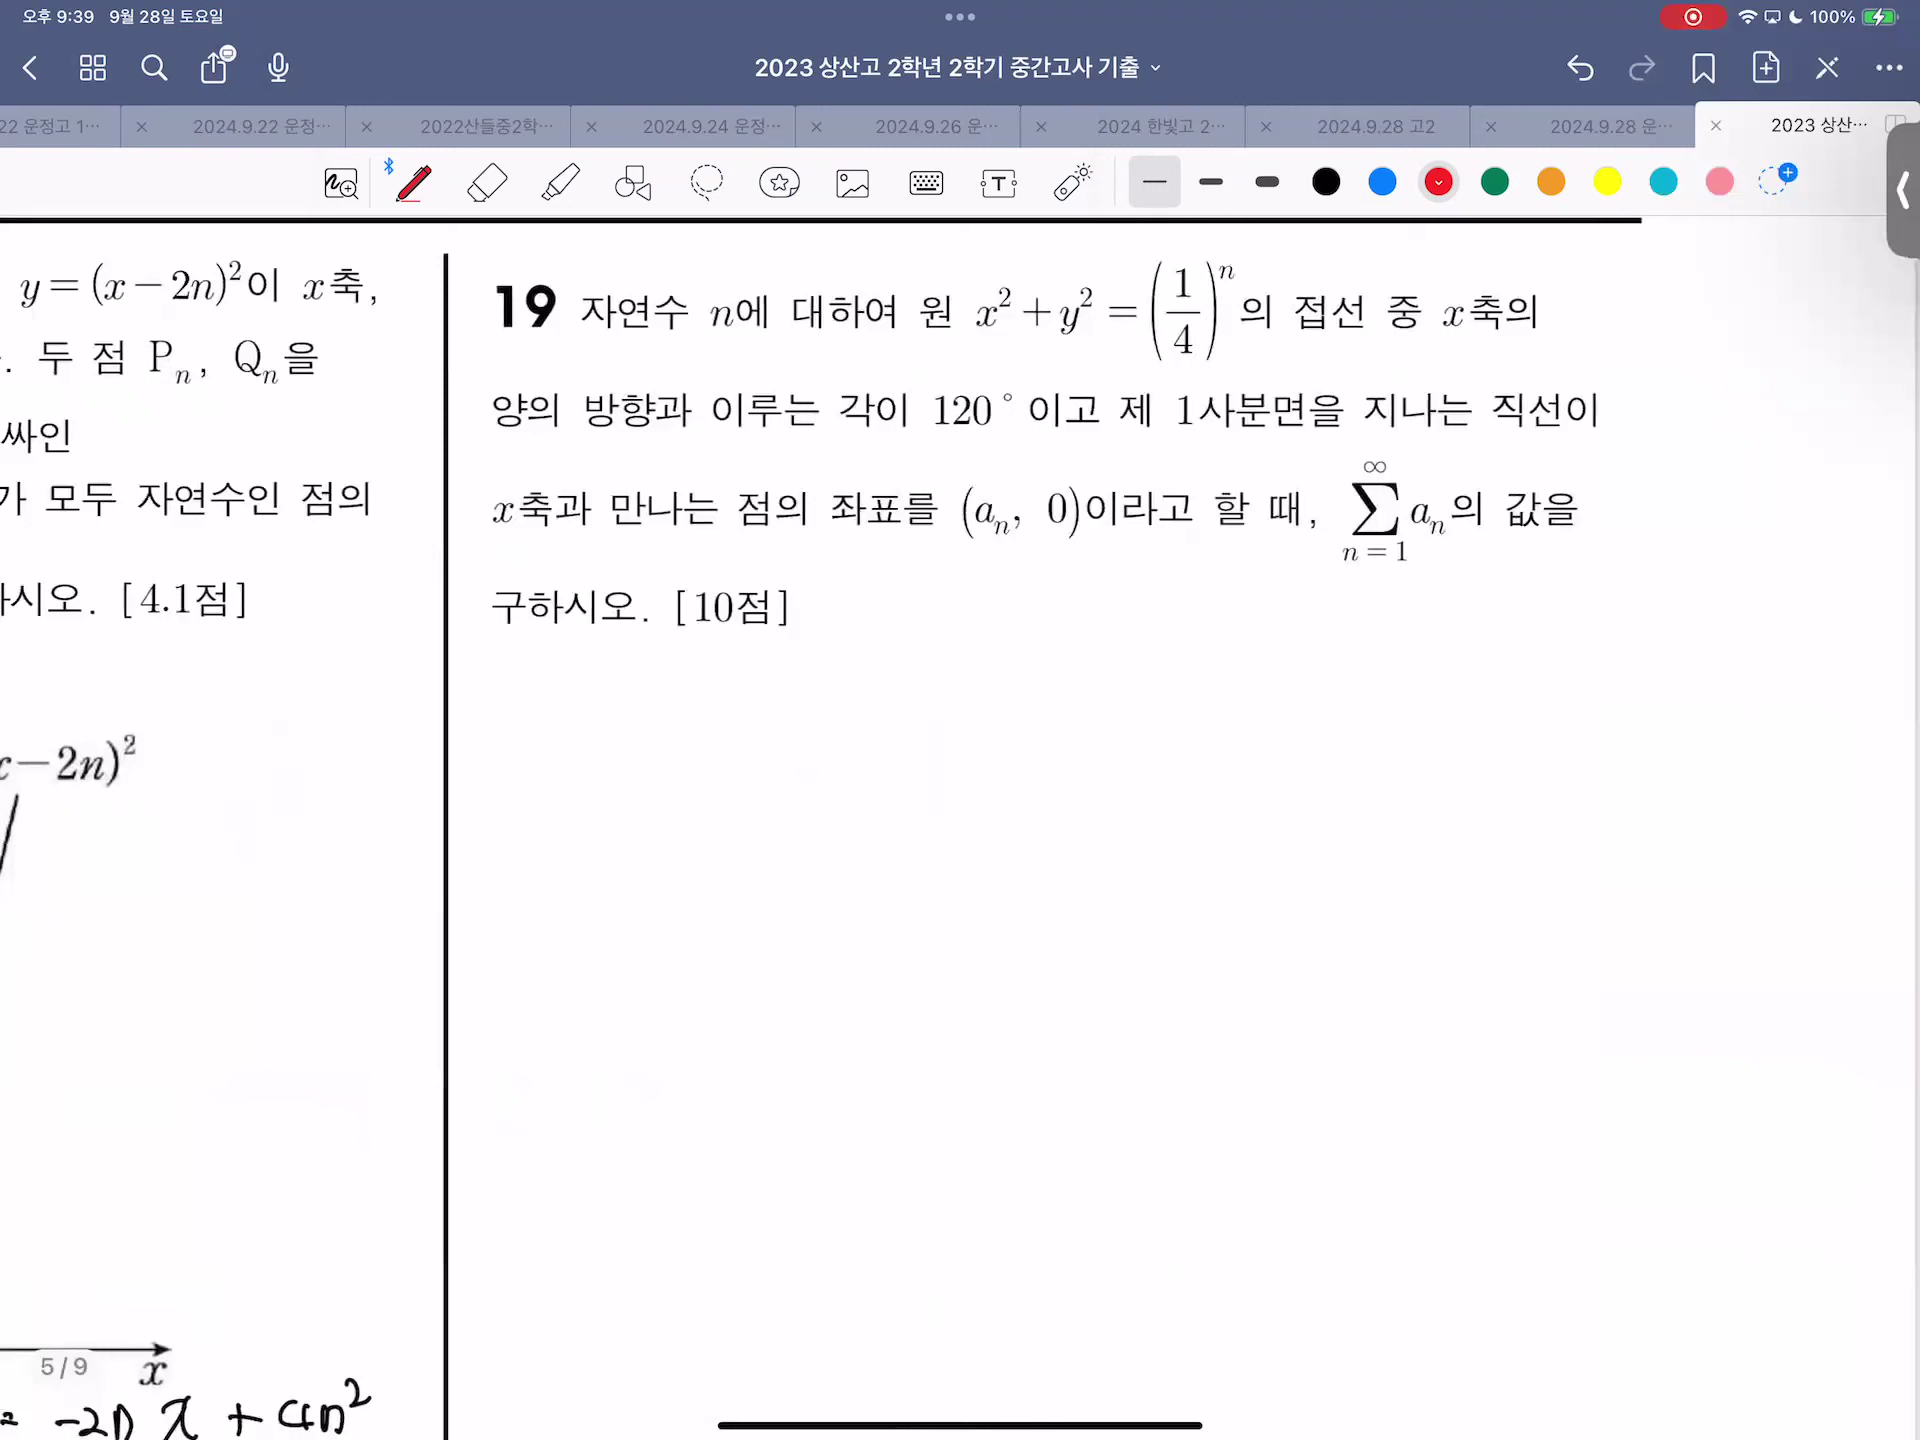 오후 9:39 9월 28일 토요일
100%
2023 상산고 2학년 2학기 중간고사 기출
22 운정고 1…
2024.9.22 운정…
2022산들중2학…
2024.9.24 운정…
2024.9.26 운…
2024 한빛고 2…
2024.9.28 고2
2024.9.28 운…
2023 상산…
y=(x−2n)²이 x축,
. 두 점 Pₙ, Qₙ을
싸인
가 모두 자연수인 점의
하시오. [4.1점]
x−2n)²
5/9
x
= -2n x + 4n²
19 자연수 n에 대하여 원 x²+y²=(1/4)ⁿ의 접선 중 x축의
양의 방향과 이루는 각이 120°이고 제 1사분면을 지나는 직선이
x축과 만나는 점의 좌표를 (aₙ, 0)이라고 할 때, ∑_{n=1}^{∞} aₙ의 값을
구하시오. [10점]